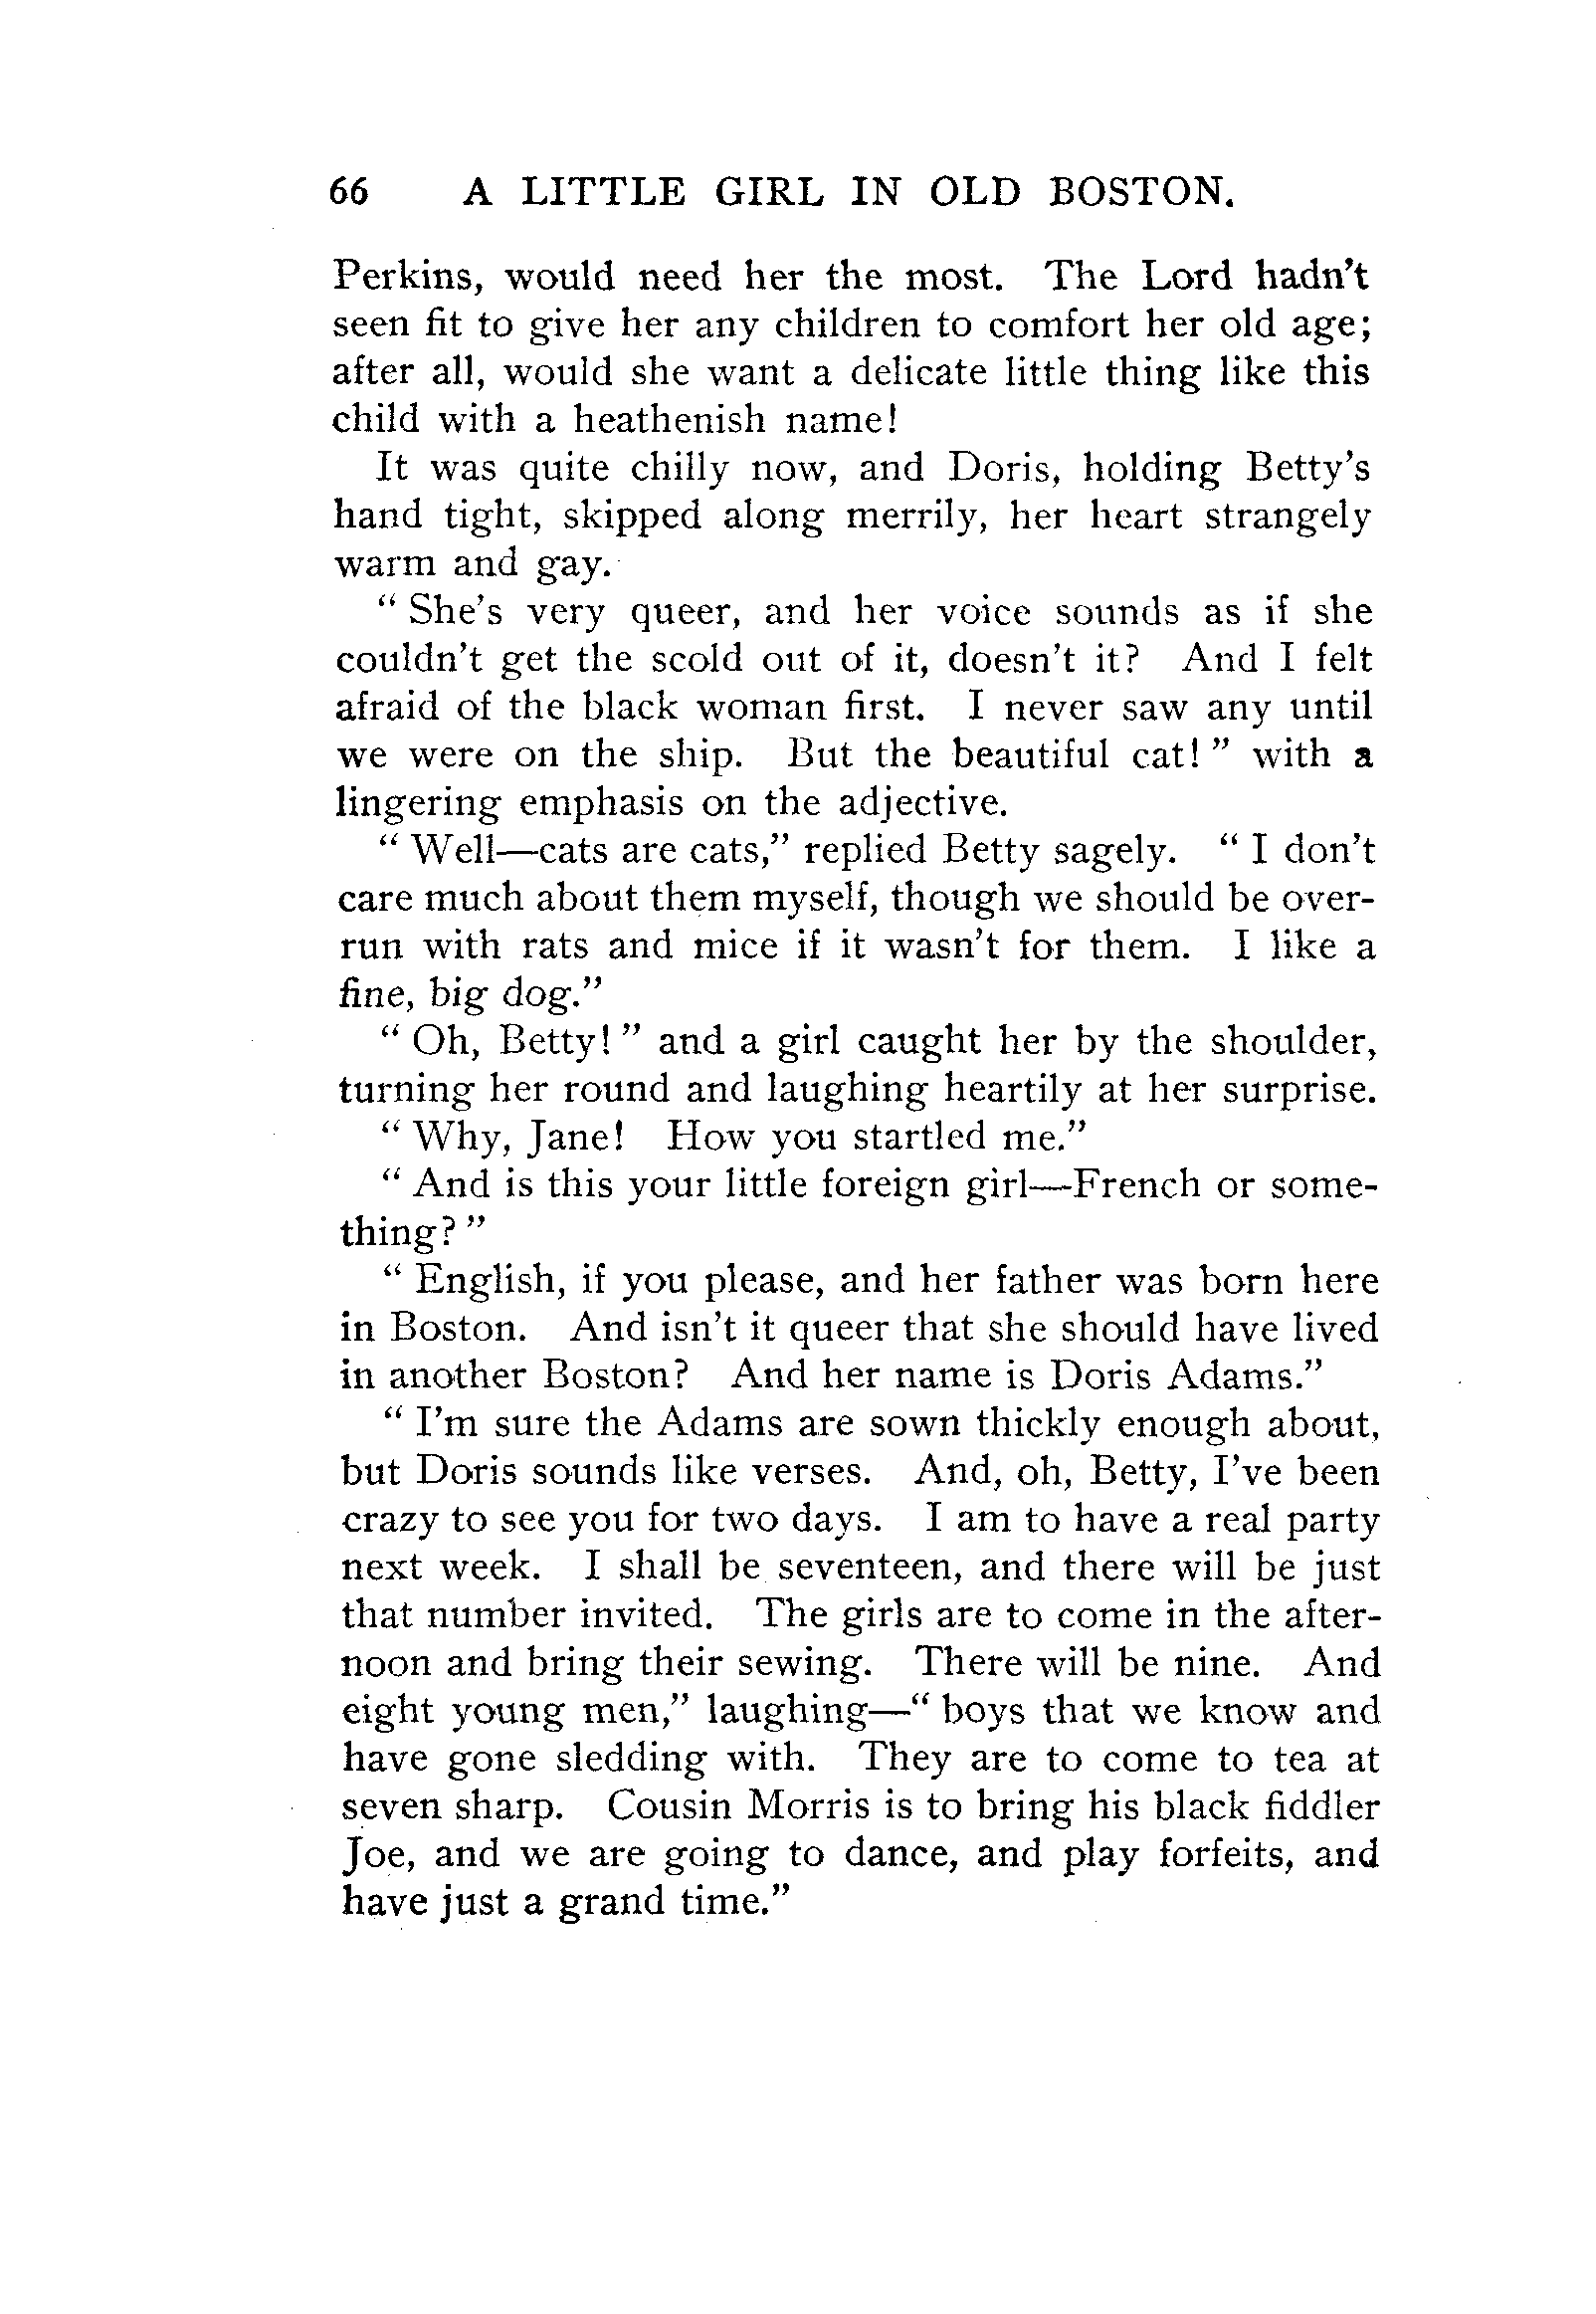 66 A LITTLE GIRL IN OLD BOSTON.
Perkins, would need her the most. The Lord hadn't
seen fit to give her any children to comfort her old age;
after all, would she want a delicate little thing like this
child with a heathenish name!
It was quite chilly now, and Doris, holding Betty's
hand tight, skipped along merrily, her heart strangely
warm and gay.
" She's very queer, and her voice sounds as if she
couldn't get the scold out of it, doesn't it? And I felt
afraid of the black woman first. I never saw any until
we were on the ship. But the beautiful cat! " with a
lingering emphasis on the adjective.
" Well—cats are cats," replied Betty sagely. " I don't
care much about them myself, though we should be over-
run with rats and mice if it wasn't for them. I like a
fine, big dog."
" Oh, Betty! " and a girl caught her by the shoulder,
turning her round and laughing heartily at her surprise.
" Why, Jane! How you startled me."
" And is this your little foreign girl—French or some-
thing? "
" English, if you please, and her father was born here
in Boston. And isn't it queer that she should have lived
in another Boston? And her name is Doris Adams."
" I'm sure the Adams are sown thickly enough about,
but Doris sounds like verses. And, oh, Betty, I've been
crazy to see you for two days. I am to have a real party
next week. I shall be seventeen, and there will be just
that number invited. The girls are to come in the after-
noon and bring their sewing. There will be nine. And
eight young men," laughing—" boys that we know and
have gone sledding with. They are to come to tea at
seven sharp. Cousin Morris is to bring his black fiddler
Joe, and we are going to dance, and play forfeits, and
have just a grand time."